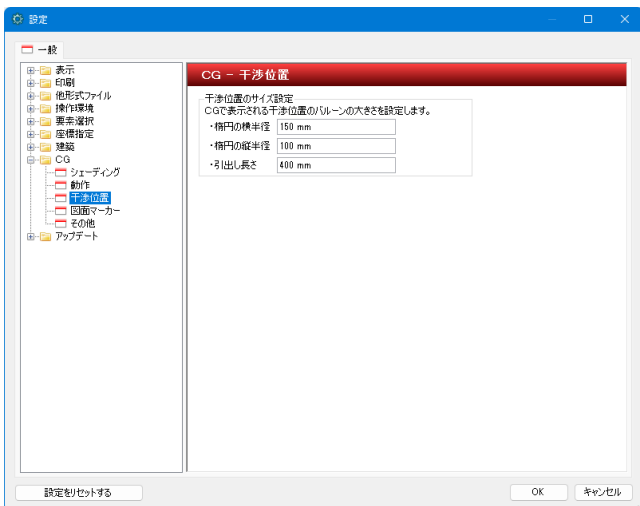 設定
一般
表示
印刷
他形式ファイル
操作環境
要素選択
座標指定
建築
CG
シェーディング
動作
干渉位置
図面マーカー
その他
アップデート
CG - 干渉位置
干渉位置のサイズ設定
CGで表示される干渉位置のバルーンの大きさを設定します。
・楕円の横半径 150 mm
・楕円の縦半径 100 mm
・引出し長さ 400 mm
設定をリセットする
OK キャンセル